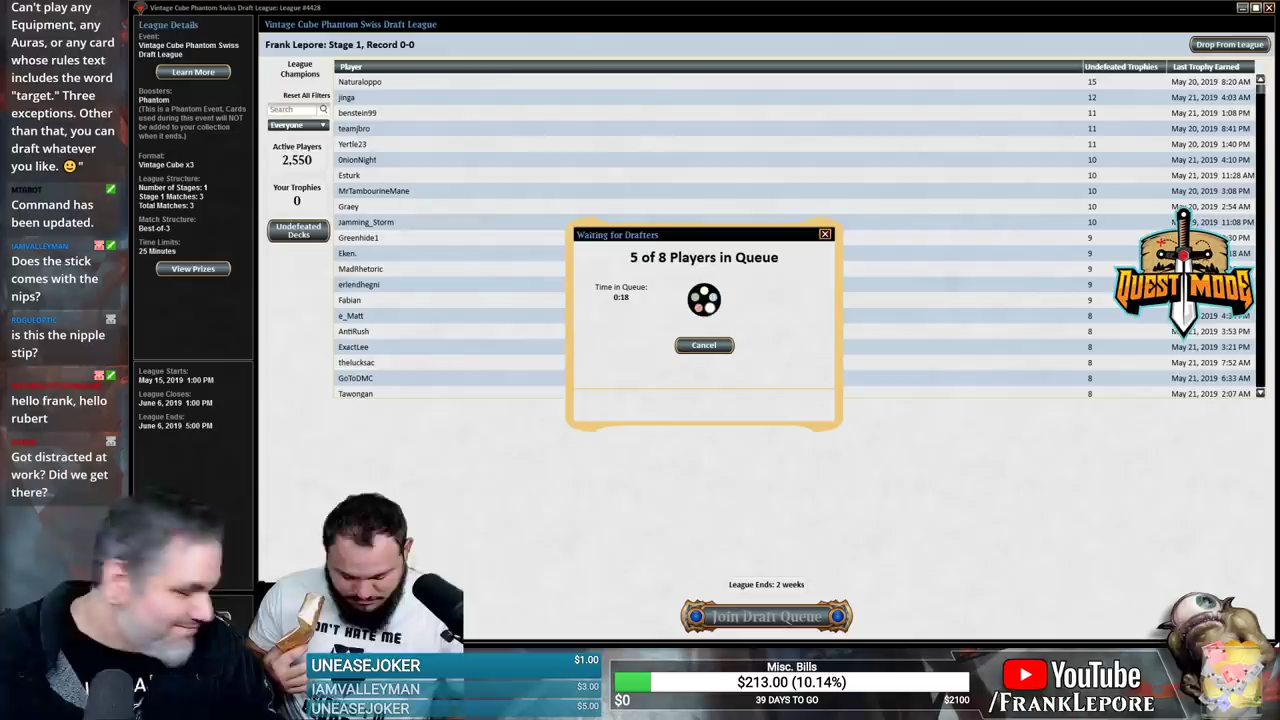 Can't play any
Equipment, any
Auras, or any card
whose rules text
includes the word
"target." Three
exceptions. Other
than that, you can
draft whatever
you like.
MTGBOT
Command has
been updated.
IAMVALLEYMAN
Does the stick
comes with the
nips?
ROGUEOPTIC
is this the nipple
stip?
hello frank, hello
rubert
Got distracted at
work? Did we get
there?
Vintage Cube Phantom Swiss Draft League: League #4428
League Details
Event:
Vintage Cube Phantom Swiss
Draft League
Learn More
Boosters:
Phantom
(This is a Phantom Event. Cards
used during this event will NOT
be added to your collection
when it ends.)
Format:
Vintage Cube x3
League Structure:
Number of Stages: 1
Stage 1 Matches: 3
Total Matches: 3
Match Structure:
Best-of-3
Time Limits:
25 Minutes
View Prizes
League Starts:
May 15, 2019 1:00 PM
League Closes:
June 6, 2019 1:00 PM
League Ends:
June 6, 2019 5:00 PM
Vintage Cube Phantom Swiss Draft League
Frank Lepore: Stage 1, Record 0-0
Drop From League
League
Champions
Reset All Filters
Search
Everyone
Active Players
2,550
Your Trophies
0
Undefeated
Decks
Player Undefeated Trophies Last Trophy Earned
Naturaloppo 15 May 20, 2019 8:20 AM
jinga 12 May 21, 2019 4:03 AM
benstein99 11 May 21, 2019 1:08 PM
teamjbro 11 May 20, 2019 8:41 PM
Yertle23 11 May 20, 2019 1:40 PM
0nionNight 10 May 21, 2019 4:10 PM
Esturk 10 May 21, 2019 11:28 AM
MrTambourineMane 10 May 20, 2019 3:08 PM
Graey 10 May 20, 2019 2:54 AM
Jamming_Storm 10 11:08 PM
Greenhide1 9 :30 PM
Eken. 9 :18 AM
MadRhetoric 9
erlendhegni 9
Fabian 9
e_Matt 8 May 21, 2019
AntiRush 8 3:53 PM
ExactLee 8 May 21, 2019 3:21 PM
thelucksac 8 May 21, 2019 7:52 AM
GoToDMC 8 May 21, 2019 6:33 AM
Tawongan 8 May 21, 2019 2:07 AM
Waiting for Drafters
5 of 8 Players in Queue
Time in Queue:
0:18
Cancel
QUEST MODE
League Ends: 2 weeks
Join Draft Queue
N'T HATE ME
UNEASEJOKER $1.00
IAMVALLEYMAN $3.00
UNEASEJOKER $5.00
Misc. Bills
$213.00 (10.14%)
$0 39 DAYS TO GO $2100
YouTube
/FRANKLEPORE